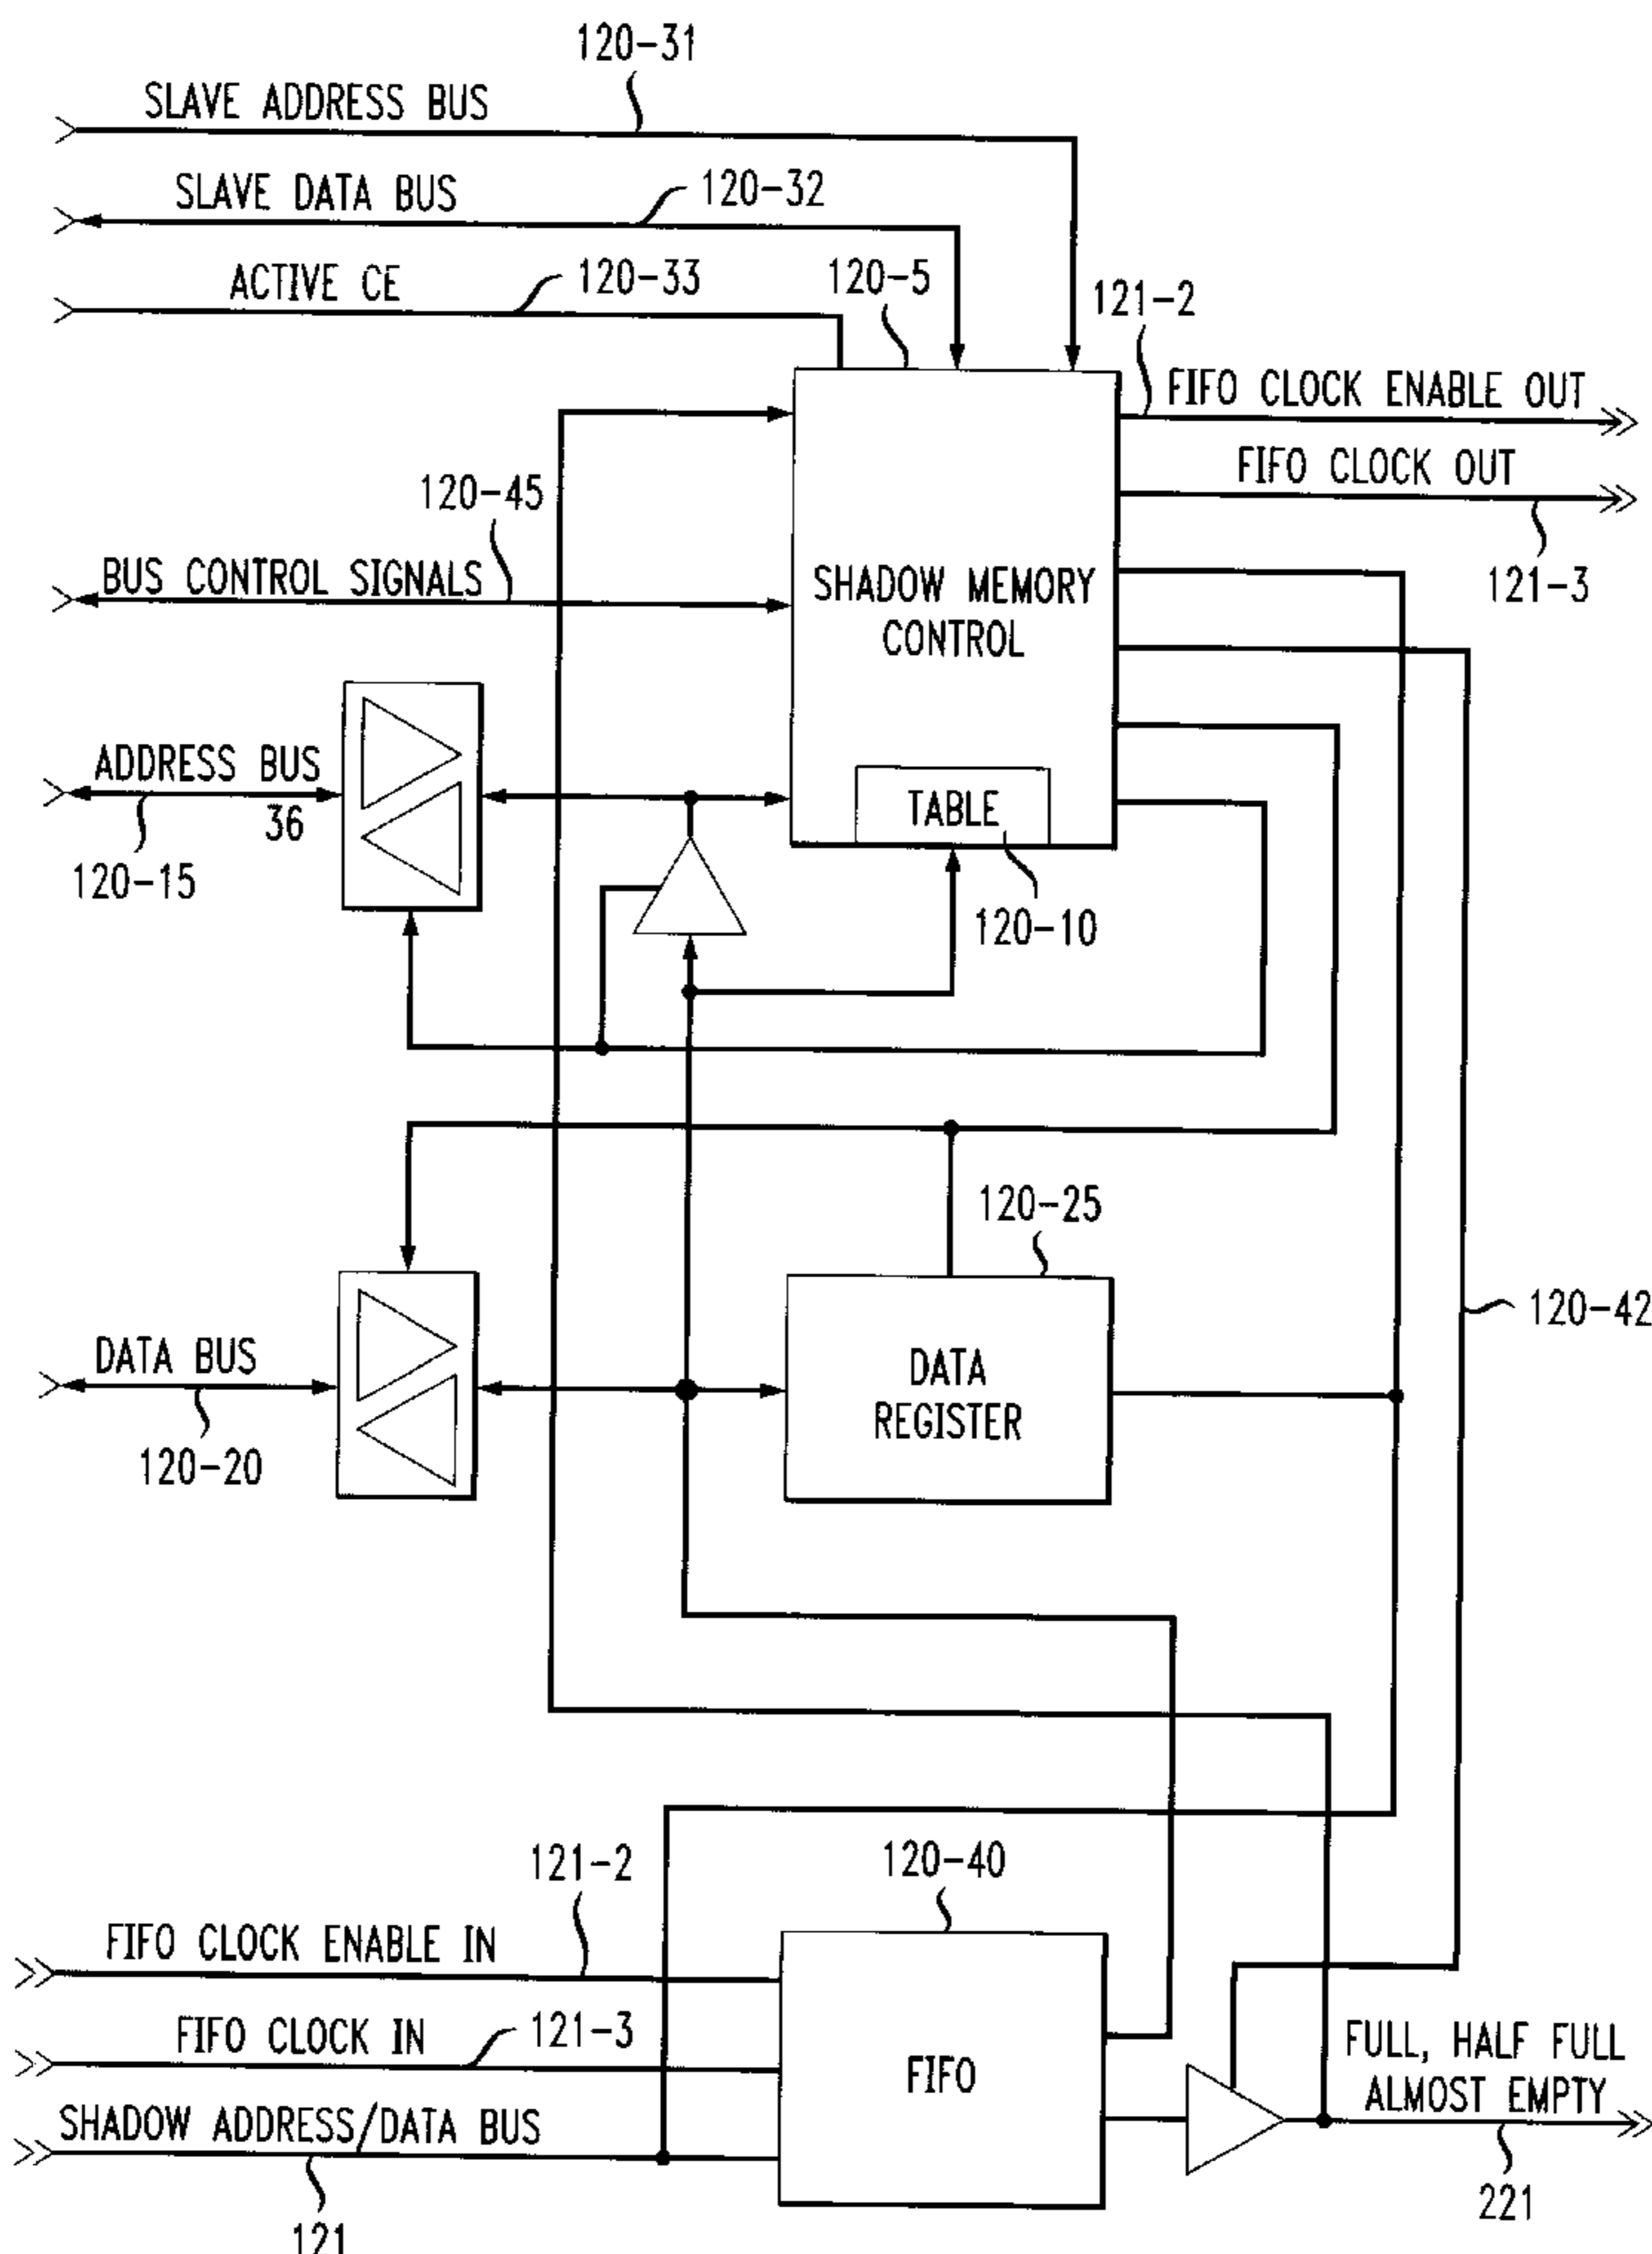 120-31
SLAVE ADDRESS BUS
SLAVE DATA BUS
120-32
ACTIVE CE
120-33
120-5
121-2
FIFO CLOCK ENABLE OUT
FIFO CLOCK OUT
121-3
120-45
BUS CONTROL SIGNALS
SHADOW MEMORY
CONTROL
ADDRESS BUS
36
120-15
TABLE
120-10
120-25
DATA BUS
120-20
DATA
REGISTER
120-42
121-2
120-40
FIFO CLOCK ENABLE IN
FIFO CLOCK IN
121-3
FIFO
FULL, HALF FULL
ALMOST EMPTY
SHADOW ADDRESS/DATA BUS
121
221